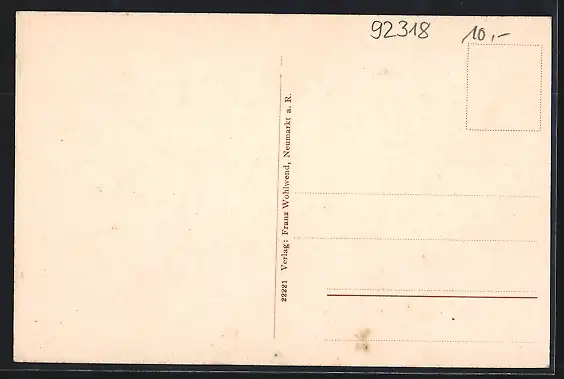 92318
10,-
22221 Verlag: Franz Wohlwend, Neumarkt a. R.